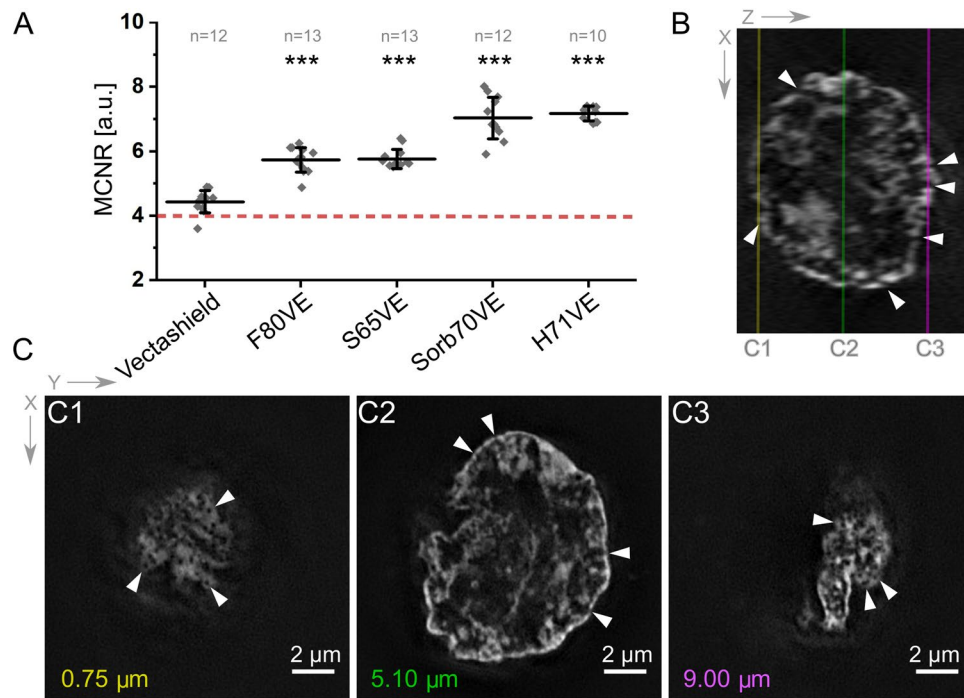 A
MCNR [a.u.]
10
8
6
4
2
n=12
n=13
n=13
n=12
n=10
***
***
***
***
Vectashield
F80VE
S65VE
Sorb70VE
H71VE
B
Z
X
C1
C2
C3
C
Y
X
C1
0.75 µm
2 µm
C2
5.10 µm
2 µm
C3
9.00 µm
2 µm